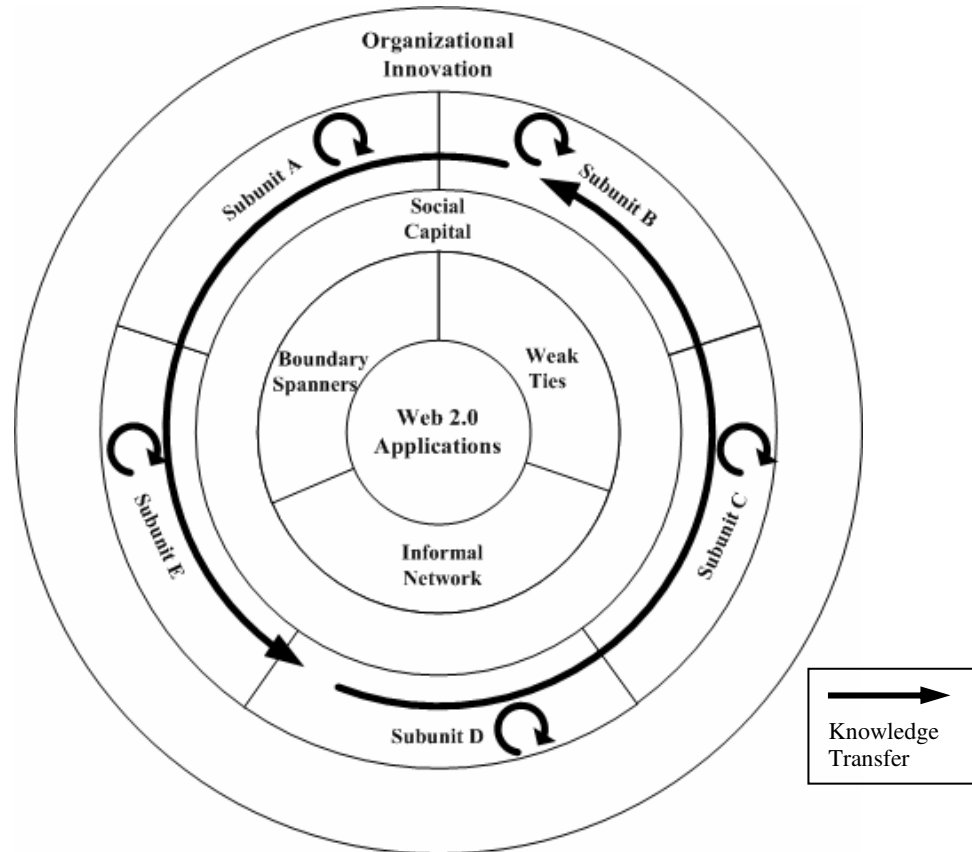 Organizational
Innovation
Subunit A
Subunit B
Social
Capital
Boundary
Spanners
Weak
Ties
Web 2.0
Applications
Subunit E
Subunit C
Informal
Network
Subunit D
Knowledge
Transfer